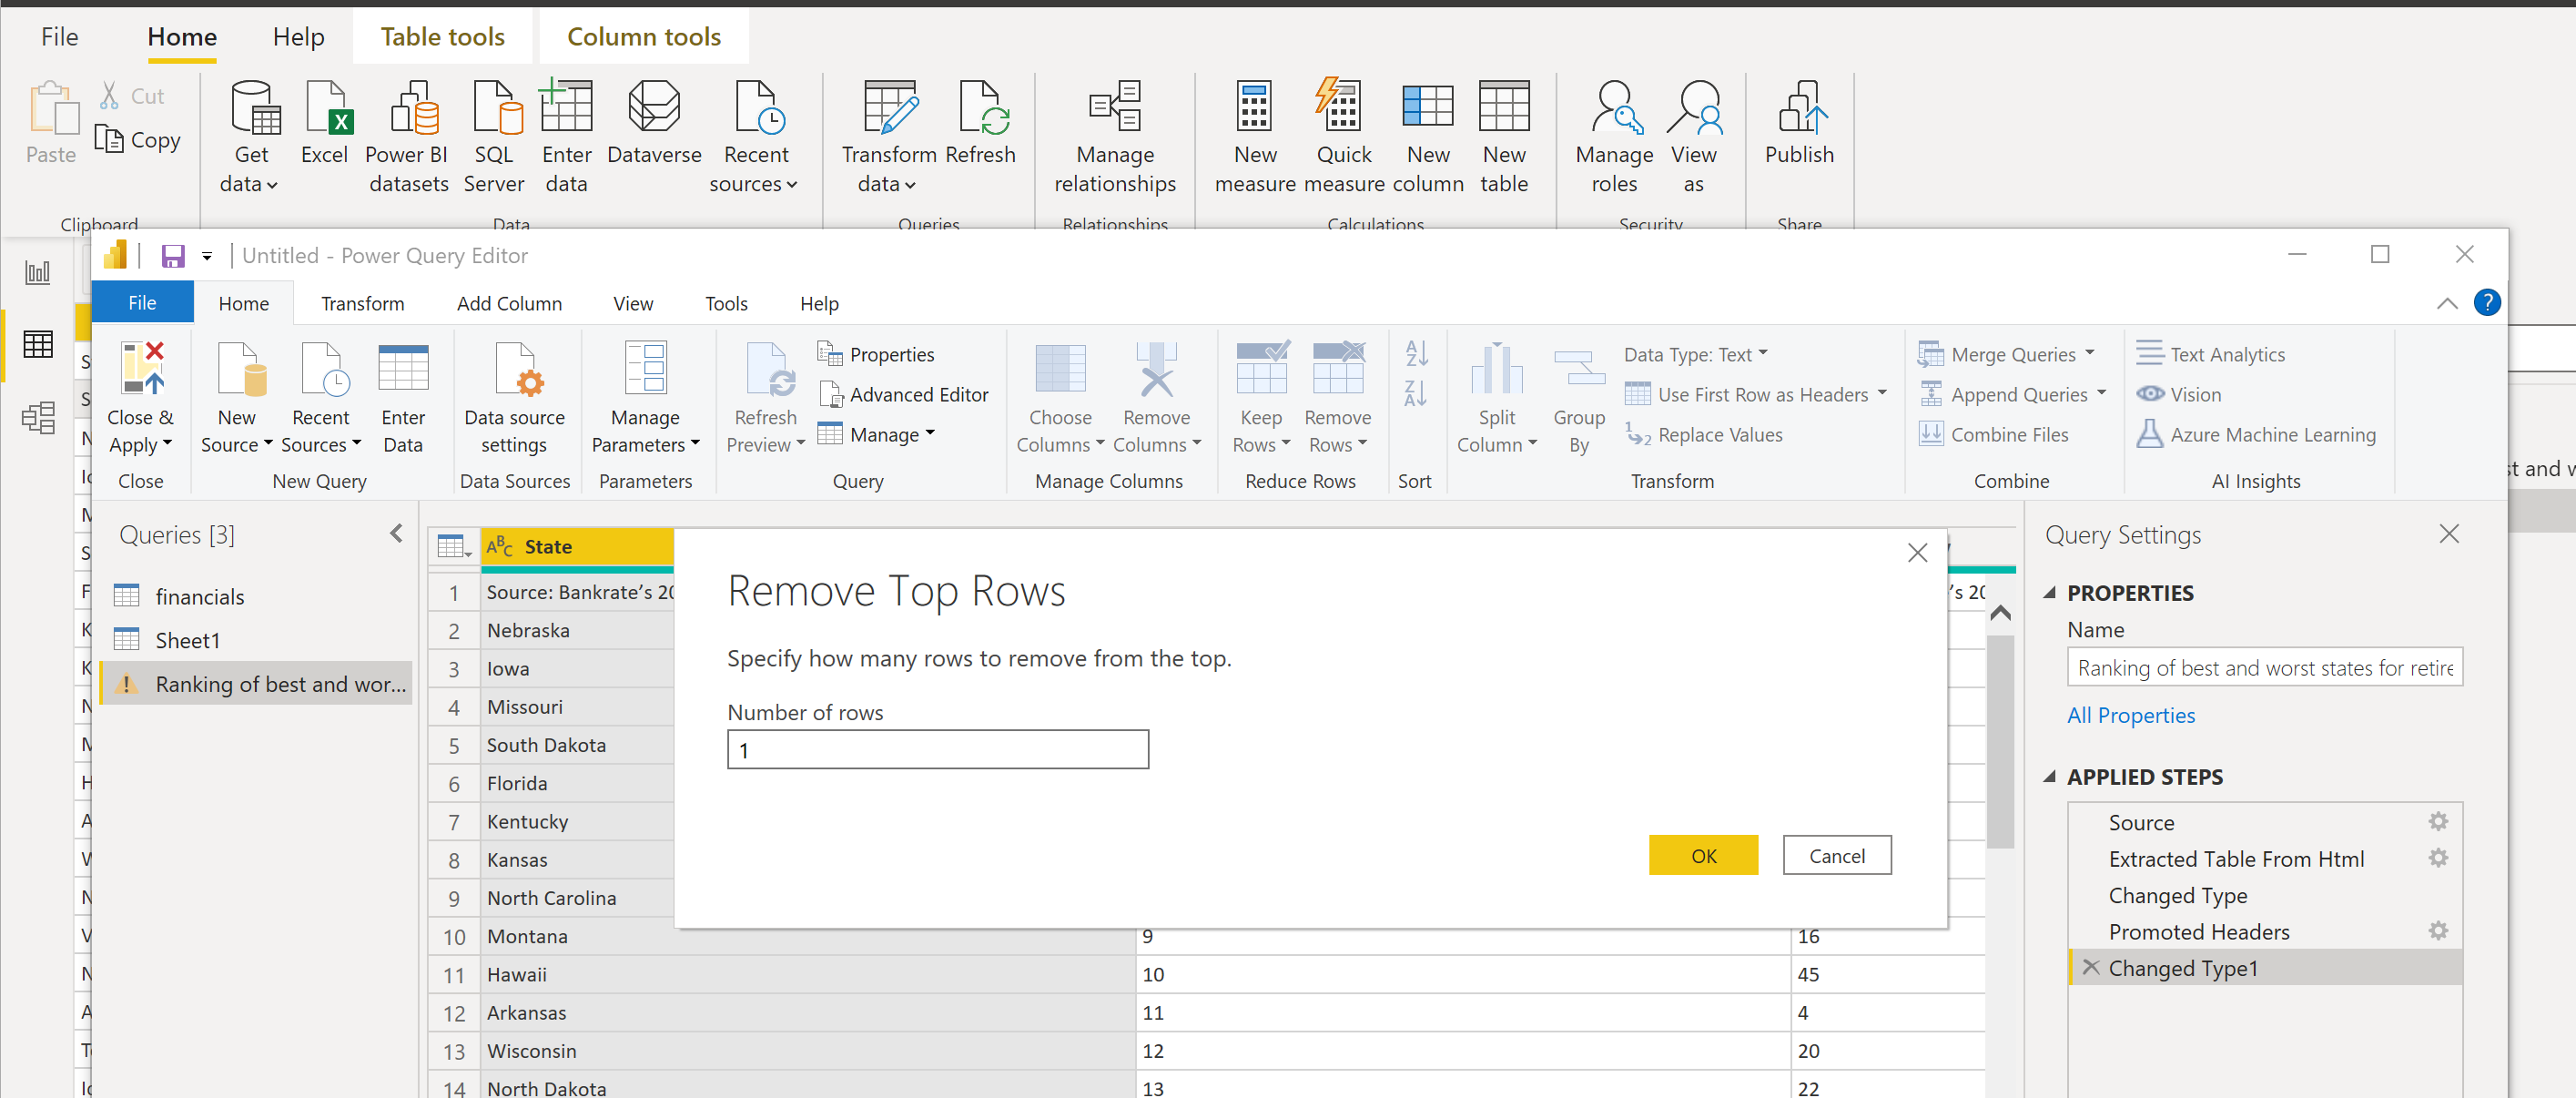 File Home Help Table tools Column tools
Paste Cut Copy Get data Excel Power BI datasets SQL Server Enter data Dataverse Recent sources Transform data Refresh Manage relationships New measure Quick measure New column New table Manage roles View as Publish
Clipboard Data Queries Relationships Calculations Security Share
Untitled - Power Query Editor
File Home Transform Add Column View Tools Help
Close & Apply New Source Recent Sources Enter Data Data source settings Manage Parameters Refresh Preview Properties Advanced Editor Manage Choose Columns Remove Columns Keep Rows Remove Rows Split Column Group By Data Type: Text Use First Row as Headers Replace Values Merge Queries Append Queries Combine Files Text Analytics Vision Azure Machine Learning
Close New Query Data Sources Parameters Query Manage Columns Reduce Rows Sort Transform Combine AI Insights
Queries [3]
financials
Sheet1
Ranking of best and wor...
State
1 Source: Bankrate's 20
2 Nebraska
3 Iowa
4 Missouri
5 South Dakota
6 Florida
7 Kentucky
8 Kansas
9 North Carolina
10 Montana 9 16
11 Hawaii 10 45
12 Arkansas 11 4
13 Wisconsin 12 20
14 North Dakota 13 22
Remove Top Rows
Specify how many rows to remove from the top.
Number of rows
1
OK Cancel
Query Settings
PROPERTIES
Name
Ranking of best and worst states for retire
All Properties
APPLIED STEPS
Source
Extracted Table From Html
Changed Type
Promoted Headers
Changed Type1